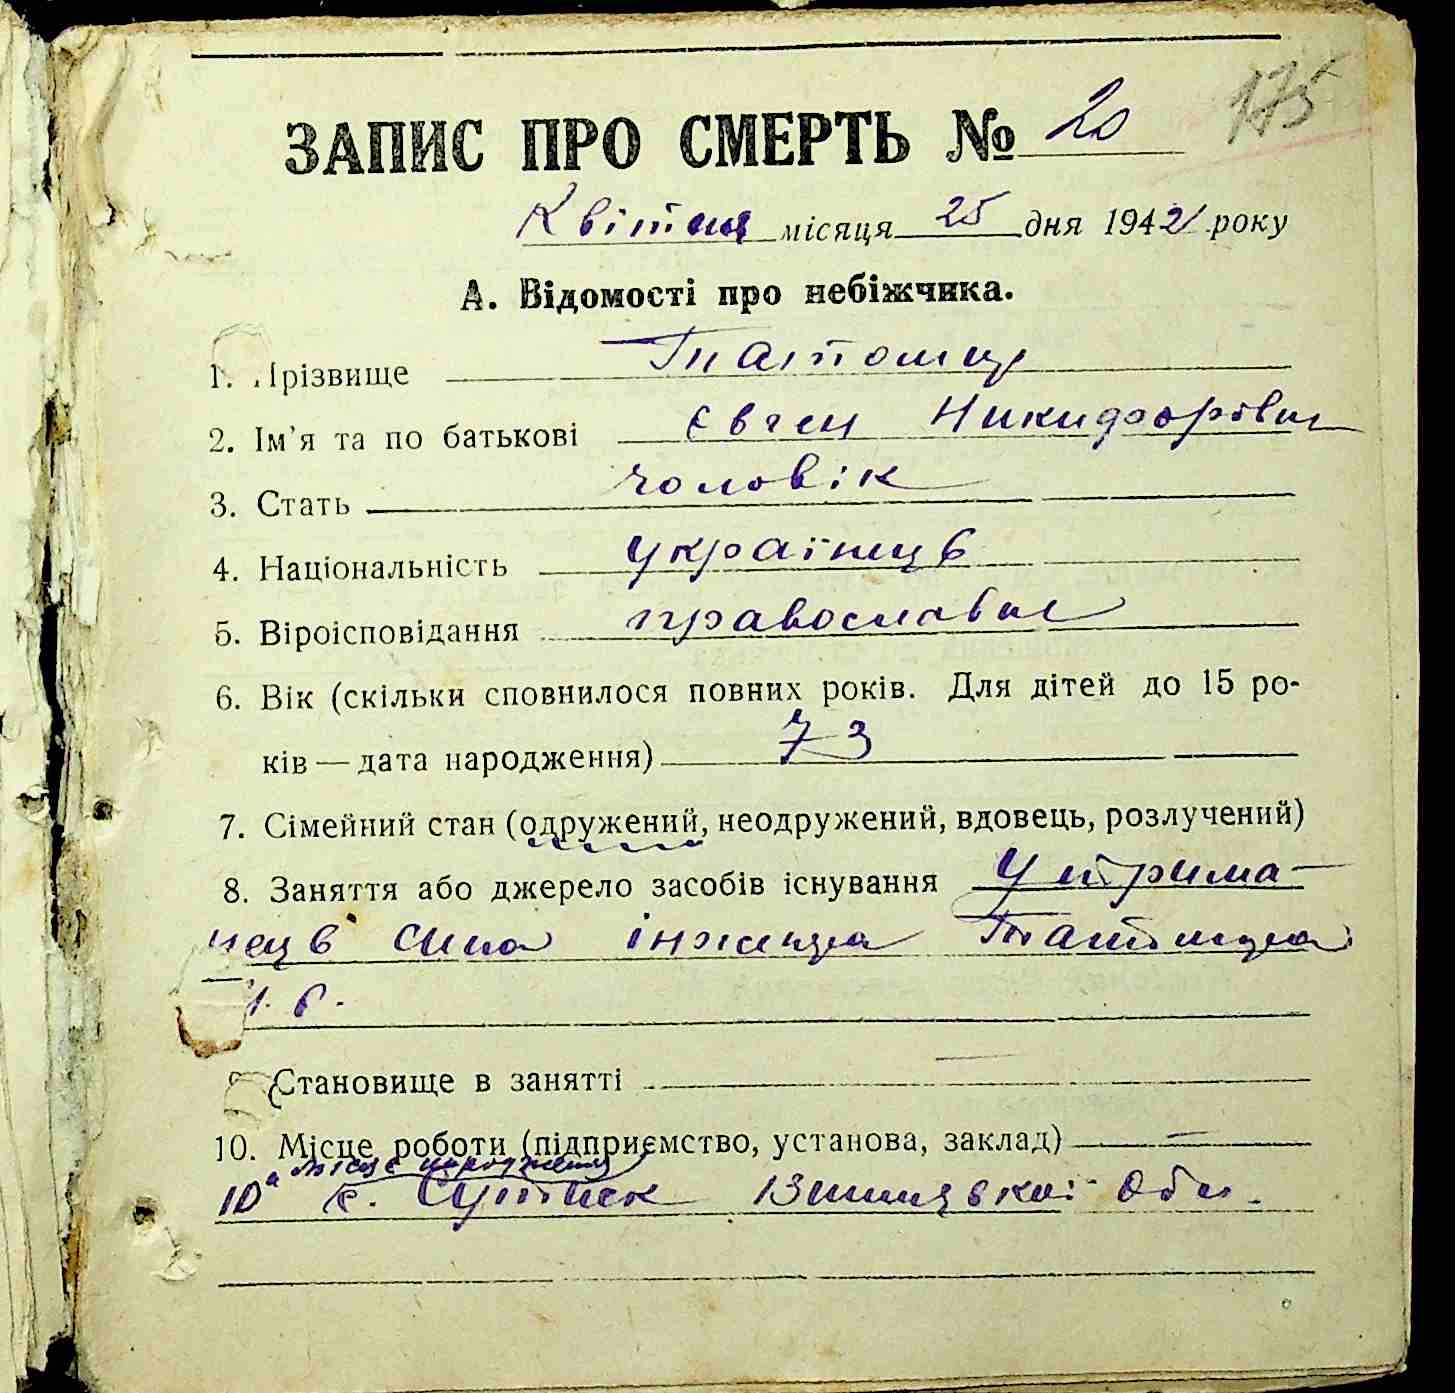 175
ЗАПИС ПРО СМЕРТЬ № 20
Квітня місяця 25 дня 1942 року
А. Відомості про небіжчика.
1. Прізвище
2. Ім'я та по батькові Євген Никифорович
3. Стать чоловік
4. Національність українець
5. Віроісповідання православн
6. Вік (скільки сповнилося повних років. Для дітей до 15 ро-
ків — дата народження) 73
7. Сімейний стан (одружений, неодружений, вдовець, розлучений)
8. Заняття або джерело засобів існування Утрима-
нець сина інженера
Становище в занятті —
10. Місце роботи (підприємство, установа, заклад) —
місце народження
10а с. Сутиск Вінницької Обл.